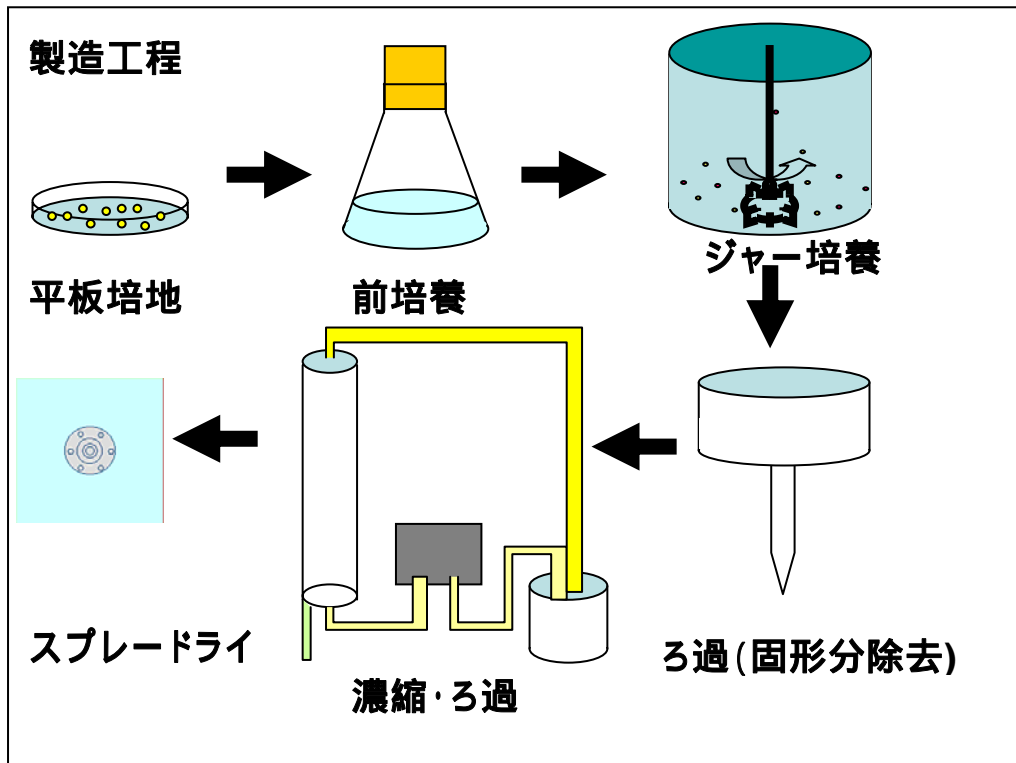 製造工程
平板培地
前培養
ジャー培養
スプレードライ
濃縮・ろ過
ろ過(固形分除去)